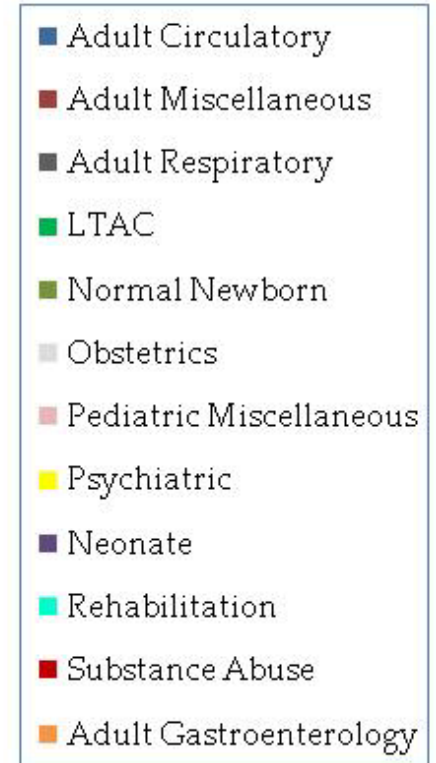 Adult Circulatory
Adult Miscellaneous
Adult Respiratory
LTAC
Normal Newborn
Obstetrics
Pediatric Miscellaneous
Psychiatric
Neonate
Rehabilitation
Substance Abuse
Adult Gastroenterology